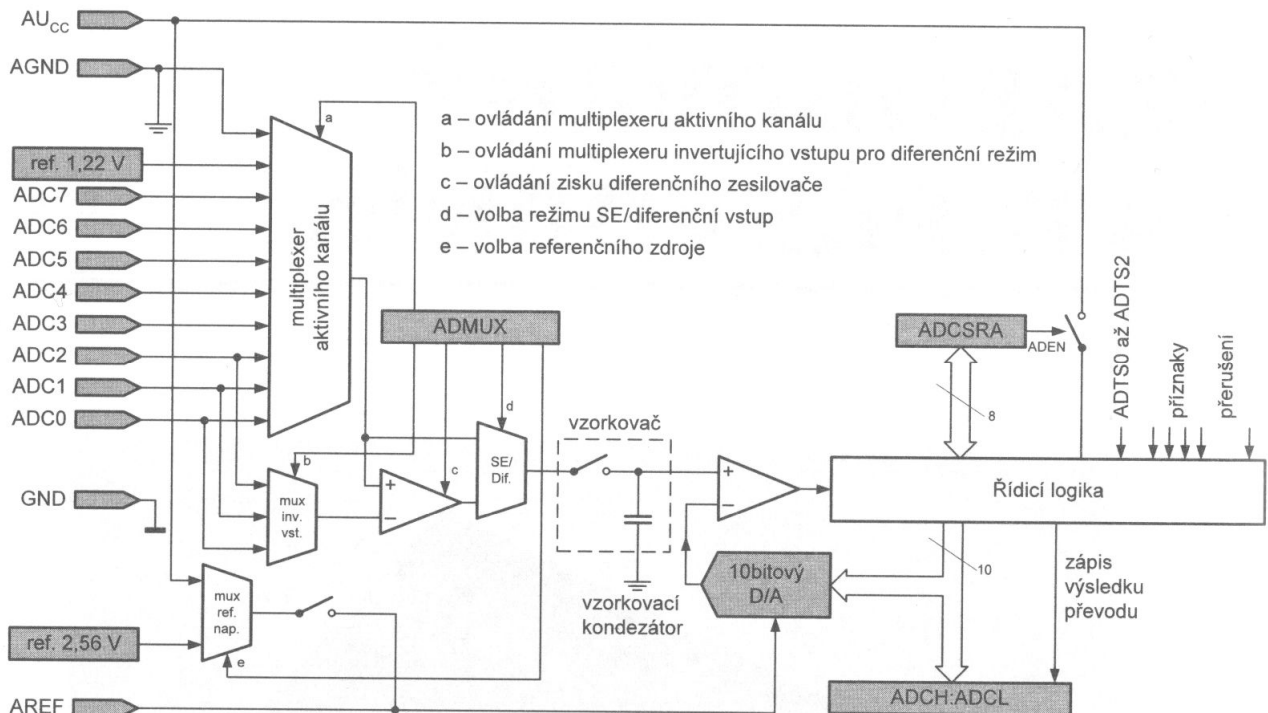 AUCC
AGND
ref. 1,22 V
ADC7
ADC6
ADC5
ADC4
ADC3
ADC2
ADC1
ADC0
GND
ref. 2,56 V
AREF
multiplexer
aktivního kanálu
a
a – ovládání multiplexeru aktivního kanálu
b – ovládání multiplexeru invertujícího vstupu pro diferenční režim
c – ovládání zisku diferenčního zesilovače
d – volba režimu SE/diferenční vstup
e – volba referenčního zdroje
ADMUX
b
mux
inv.
vst.
+
−
c
d
SE/
Dif.
mux
ref.
nap.
e
vzorkovač
vzorkovací
kondezátor
+
−
10bitový
D/A
ADCSRA
ADEN
8
ADTS0 až ADTS2
příznaky
přerušení
Řídicí logika
10
zápis
výsledku
převodu
ADCH:ADCL